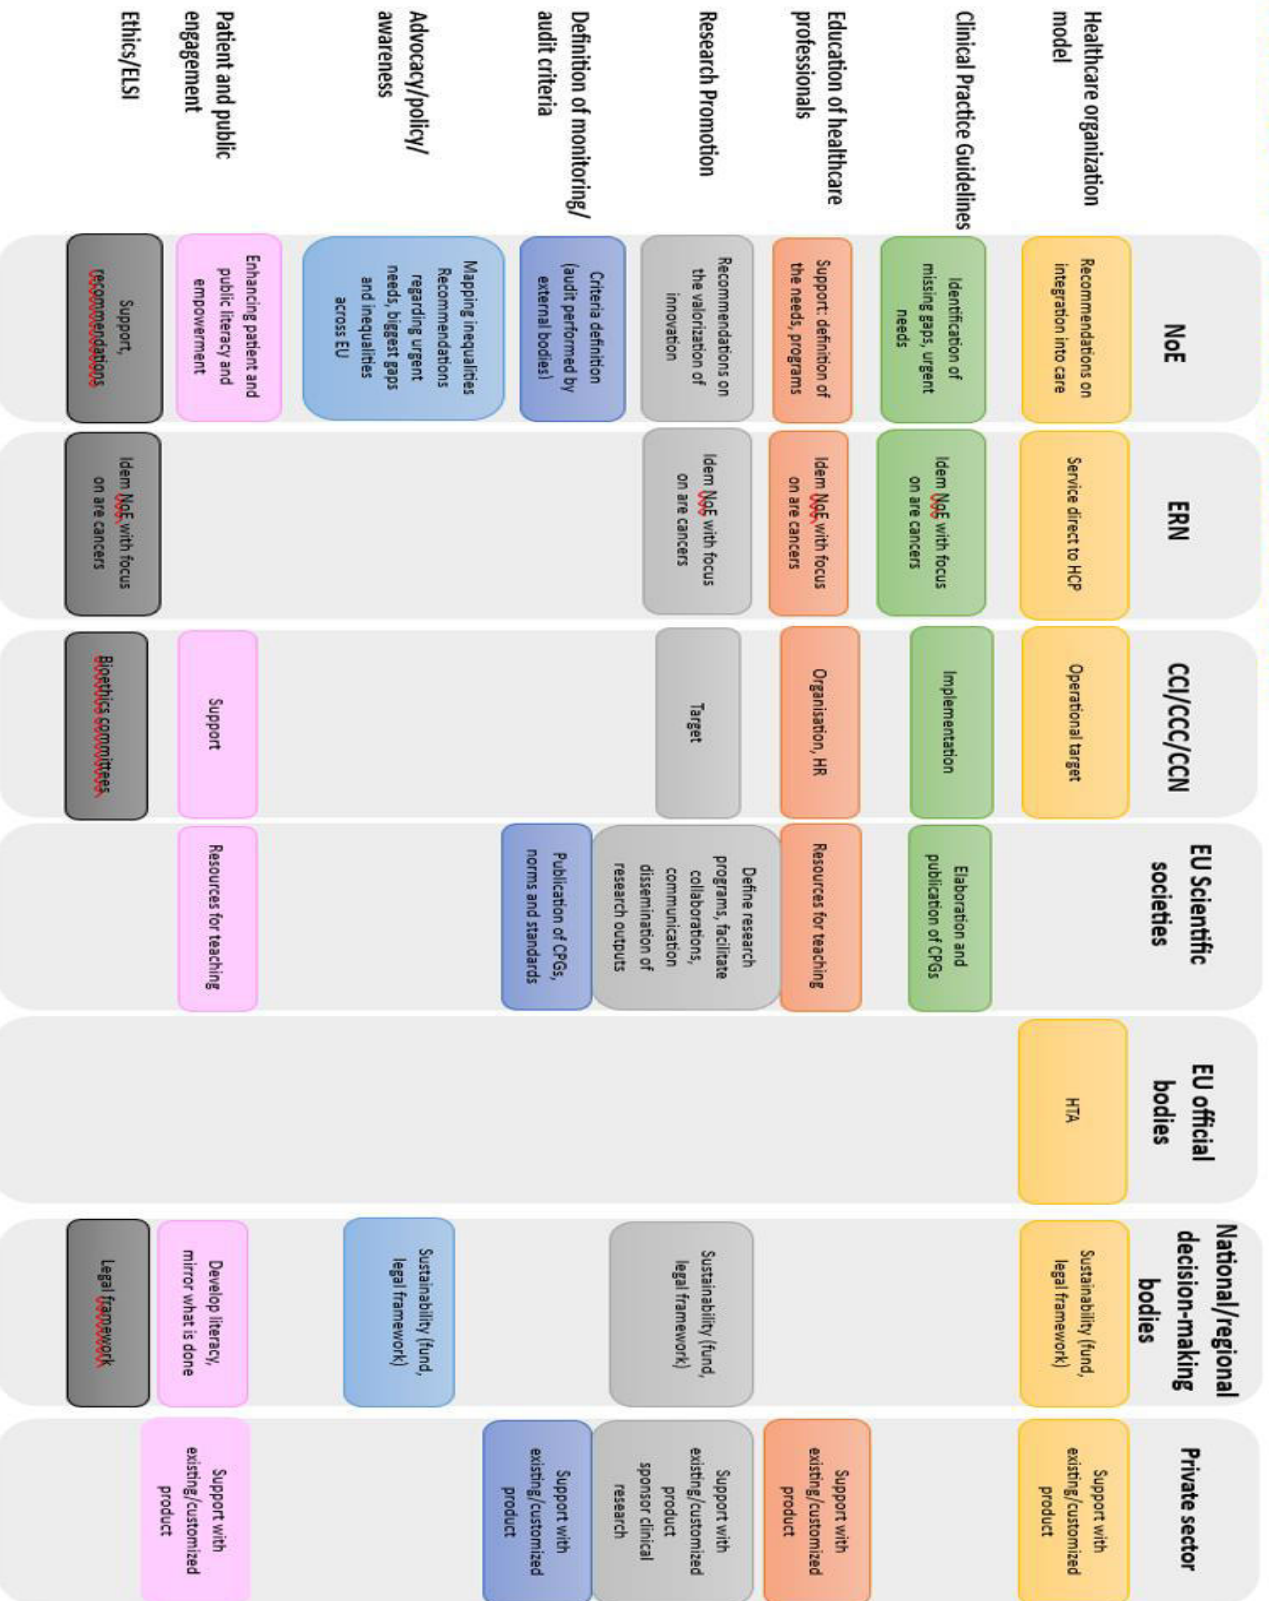 NoE
ERN
CCI/CCC/CCN
EU Scientific
societies
EU official
bodies
National/regional
decision-making
bodies
Private sector
Healthcare organization
model
Recommendations on
integration into care
Service direct to HCP
Operational target
HTA
Sustainability (fund,
legal framework)
Support with
existing/customized
product
Clinical Practice Guidelines
Identification of
missing gaps, urgent
needs
Idem NoE with focus
on are cancers
Implementation
Elaboration and
publication of CPGs
Education of healthcare
professionals
Support: definition of
the needs, programs
Idem NoE with focus
on are cancers
Organisation, HR
Resources for teaching
Support with
existing/customized
product
Research Promotion
Recommendations on
the valorization of
innovation
Idem NoE with focus
on are cancers
Target
Define research
programs, facilitate
collaborations,
communication
dissemination of
research outputs
Sustainability (fund,
legal framework)
Support with
existing/customized
product
sponsor clinical
research
Definition of monitoring/
audit criteria
Criteria definition
(audit performed by
external bodies)
Publication of CPGs,
norms and standards
Support with
existing/customized
product
Advocacy/policy/
awareness
Mapping inequalities
Recommendations
regarding urgent
needs, biggest gaps
and inequalities
across EU
Sustainability (fund,
legal framework)
Patient and public
engagement
Enhancing patient and
public literacy and
empowerment
Support
Resources for teaching
Develop literacy,
mirror what is done
Support with
existing/customized
product
Ethics/ELSI
Support,
recommendations
Idem NoE with focus
on are cancers
Bioethics committees
Legal framework